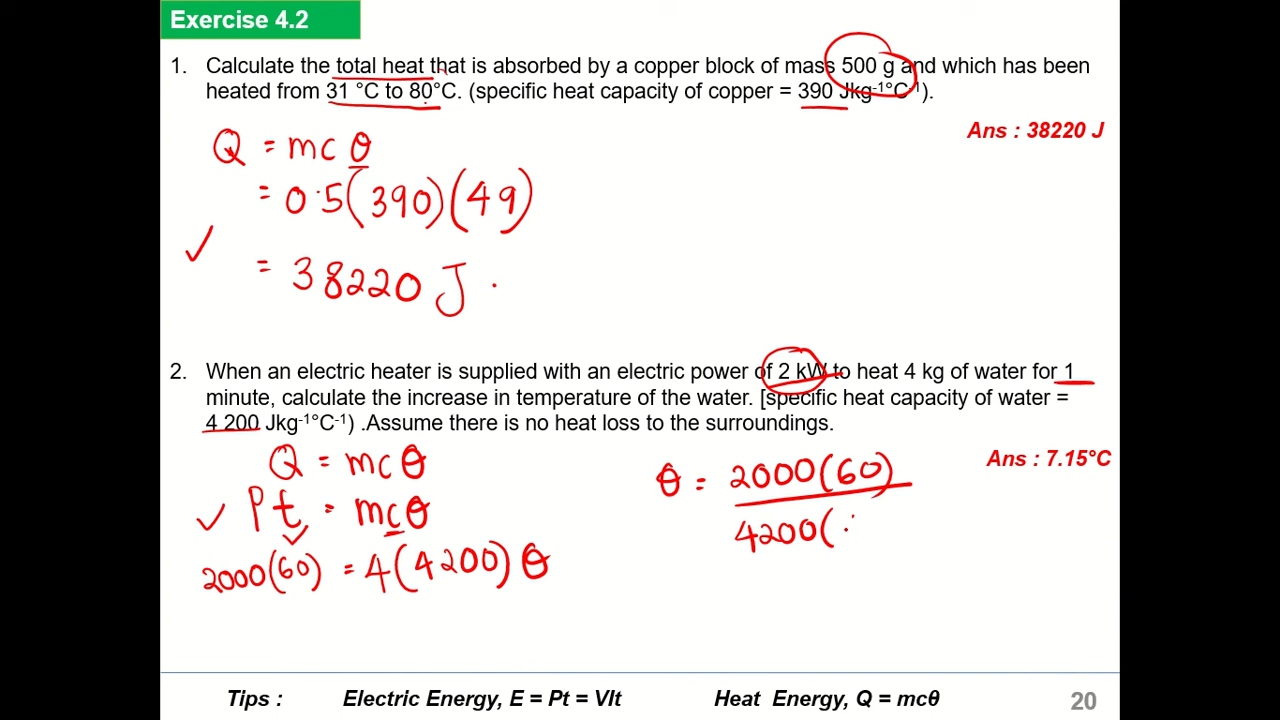 Exercise 4.2
1. Calculate the total heat that is absorbed by a copper block of mass 500 g and which has been
heated from 31 °C to 80°C. (specific heat capacity of copper = 390 Jkg⁻¹°C⁻¹).
Ans : 38220 J
Q = mcθ
= 0.5(390)(49)
= 38220 J.
2. When an electric heater is supplied with an electric power of 2 kW to heat 4 kg of water for 1
minute, calculate the increase in temperature of the water. [specific heat capacity of water =
4 200 Jkg⁻¹°C⁻¹) .Assume there is no heat loss to the surroundings.
Ans : 7.15°C
Q = mcθ
Pt = mcθ
2000(60) = 4(4200)θ
θ = 2000(60)
4200(
Tips : Electric Energy, E = Pt = VIt Heat Energy, Q = mcθ
20